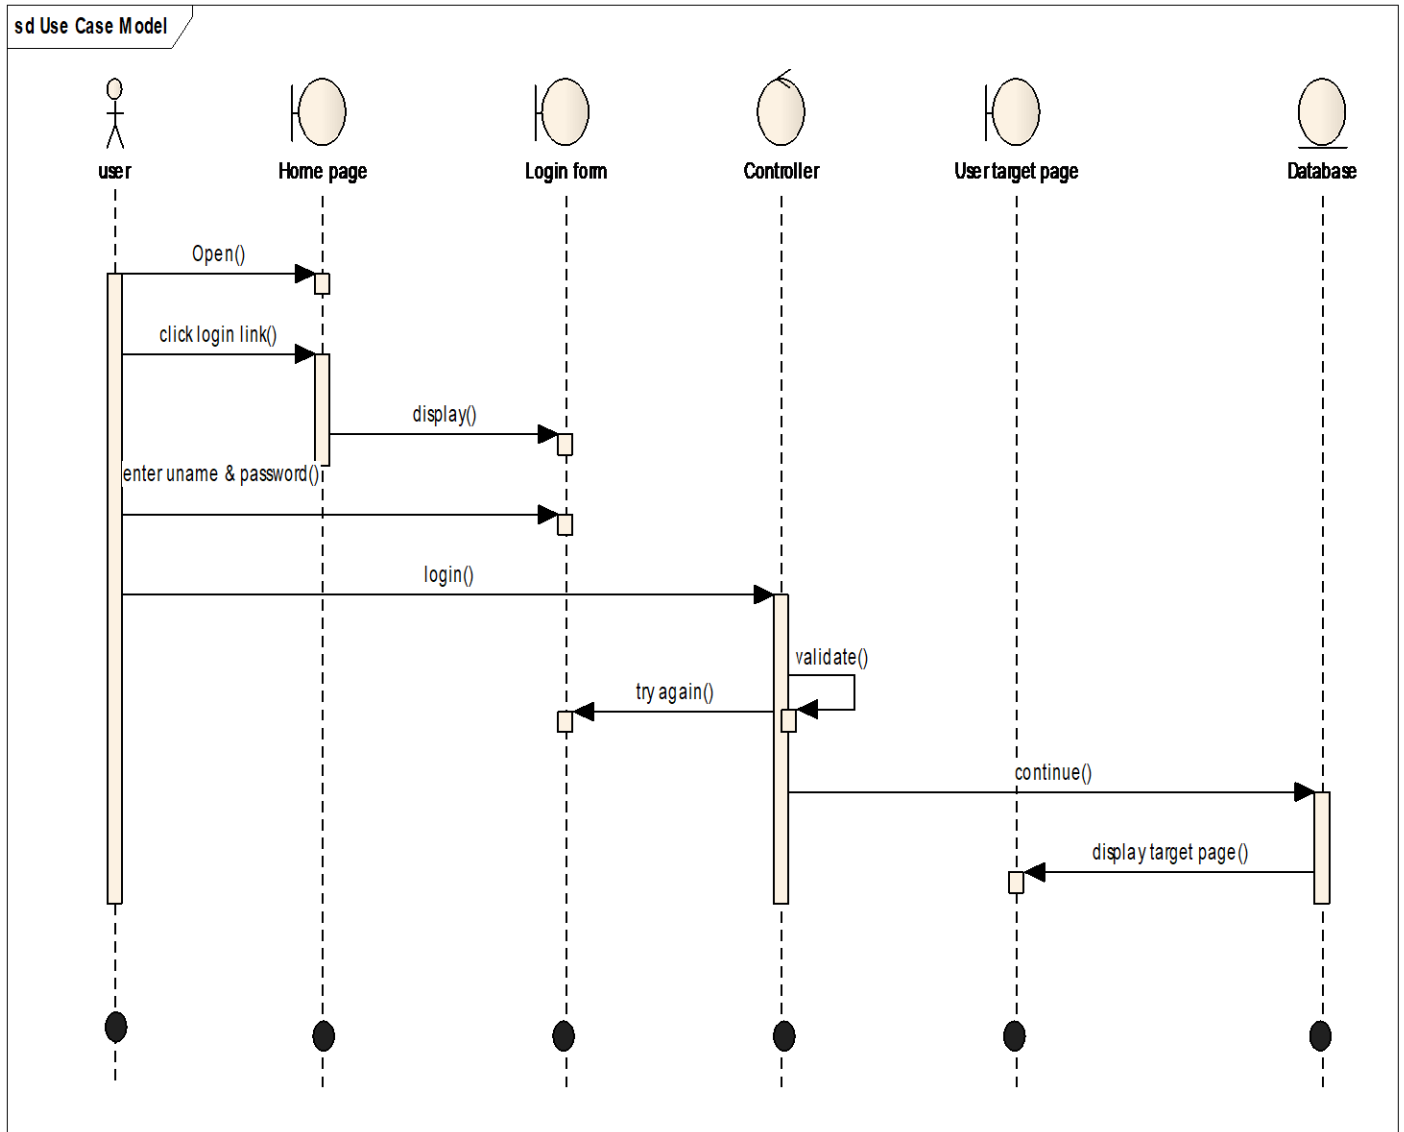 sd Use Case Model
user
Home page
Login form
Controller
User target page
Database
Open()
click login link()
display()
enter uname & password()
login()
validate()
try again()
continue()
display target page()